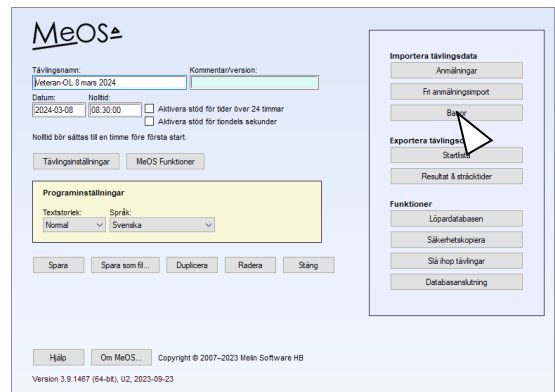 MeOS
Tävlingsnamn:
Kommentar/version:
Veteran-OL 8 mars 2024
Datum:
Nolltid:
2024-03-08
08:30:00
Aktivera stöd för tider över 24 timmar
Aktivera stöd för tiondels sekunder
Nolltid bör sättas till en timme före första start.
Tävlingsinställningar
MeOS Funktioner
Programinställningar
Textstorlek:
Språk:
Normal
Svenska
Spara
Spara som fil...
Duplicera
Radera
Stäng
Importera tävlingsdata
Anmälningar
Fri anmälningsimport
Exportera
Startlista
Resultat & sträcktider
Funktioner
Löpardatabasen
Säkerhetskopiera
Slå ihop tävlingar
Databasanslutning
Hjälp
Om MeOS...
Copyright © 2007–2023 Melin Software HB
Version 3.9.1467 (64-bit), U2, 2023-09-23